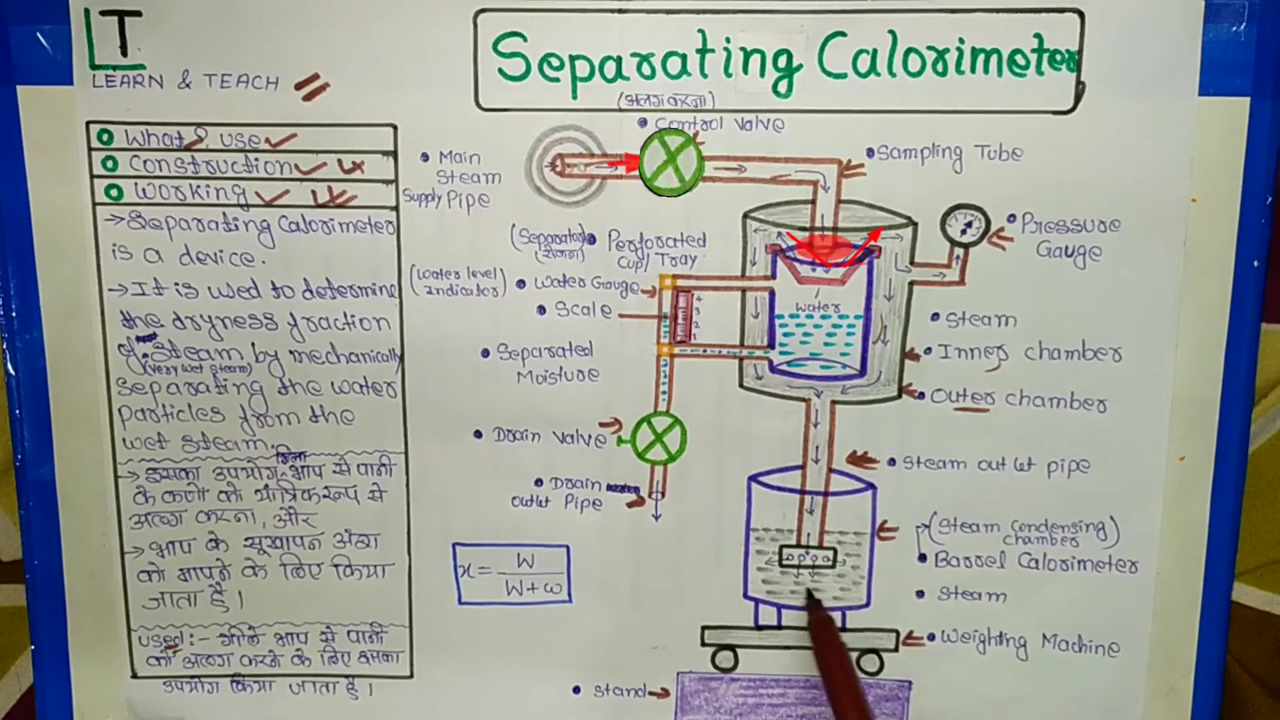 LT
LEARN & TEACH
Separating Calorimeter
(अलग करना)
What & use
Construction
Working
→ Separating Calorimeter
is a device.
→ It is used to determine
the dryness fraction
of Steam by mechanically
(Very wet Steam)
separating the water
particles from the
wet steam.
→ इसका उपयोग भाप से पानी
के कणों को यांत्रिक रूप से
अलग करना, और
→ भाप के सूखापन अंश
को मापने के लिए किया
जाता है।
used:- गीले भाप से पानी
को अलग करने के लिए इसका
उपयोग किया जाता है।
Control Valve
Main
Steam
Supply Pipe
Sampling Tube
Pressure
Gauge
(Separator) Perforated
Cup/Tray
(Water level
indicator)
Water Gauge
Scale
4
3
2
1
Water
Steam
Separated
Moisture
Inner chamber
Outer chamber
Drain Valve
Steam outlet pipe
Drain
outlet Pipe
(Steam Condensing)
chamber
Barrel Calorimeter
Steam
x = W
W+w
Weighting Machine
Stand